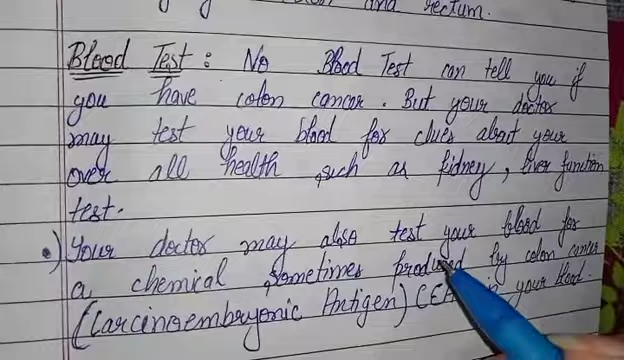 and rectum.
Blood Test : No Blood Test can tell you if
you have colon cancer. But your doctor
may test your blood for clues about your
over all health such as kidney, liver function
test.
•) Your doctor may also test your blood for
a chemical sometimes produced by colon cancer
(Carcinoembryonic Antigen) CEA in your blood.